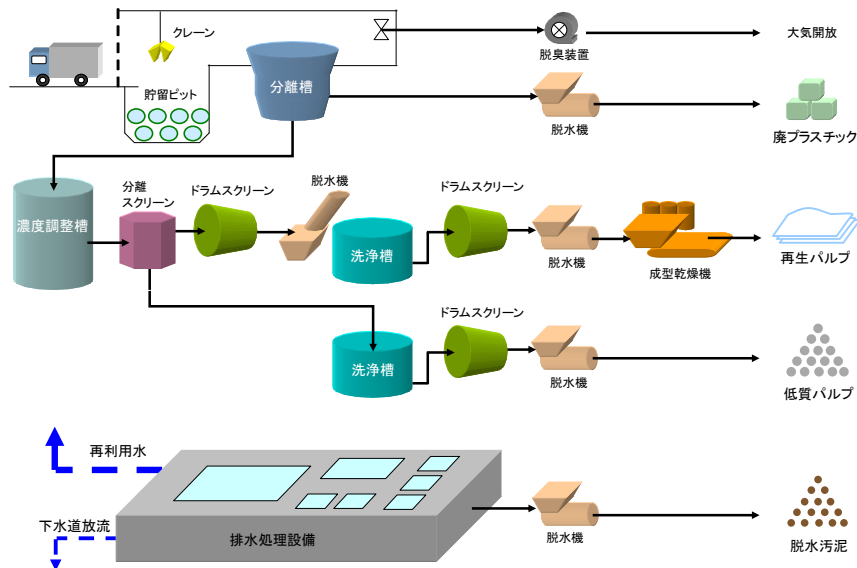 クレーン
脱臭装置
大気開放
貯留ピット
分離槽
脱水機
廃プラスチック
濃度調整槽
分離
スクリーン
ドラムスクリーン
脱水機
洗浄槽
ドラムスクリーン
脱水機
成型乾燥機
再生パルプ
洗浄槽
ドラムスクリーン
脱水機
低質パルプ
再利用水
下水道放流
排水処理設備
脱水機
脱水汚泥